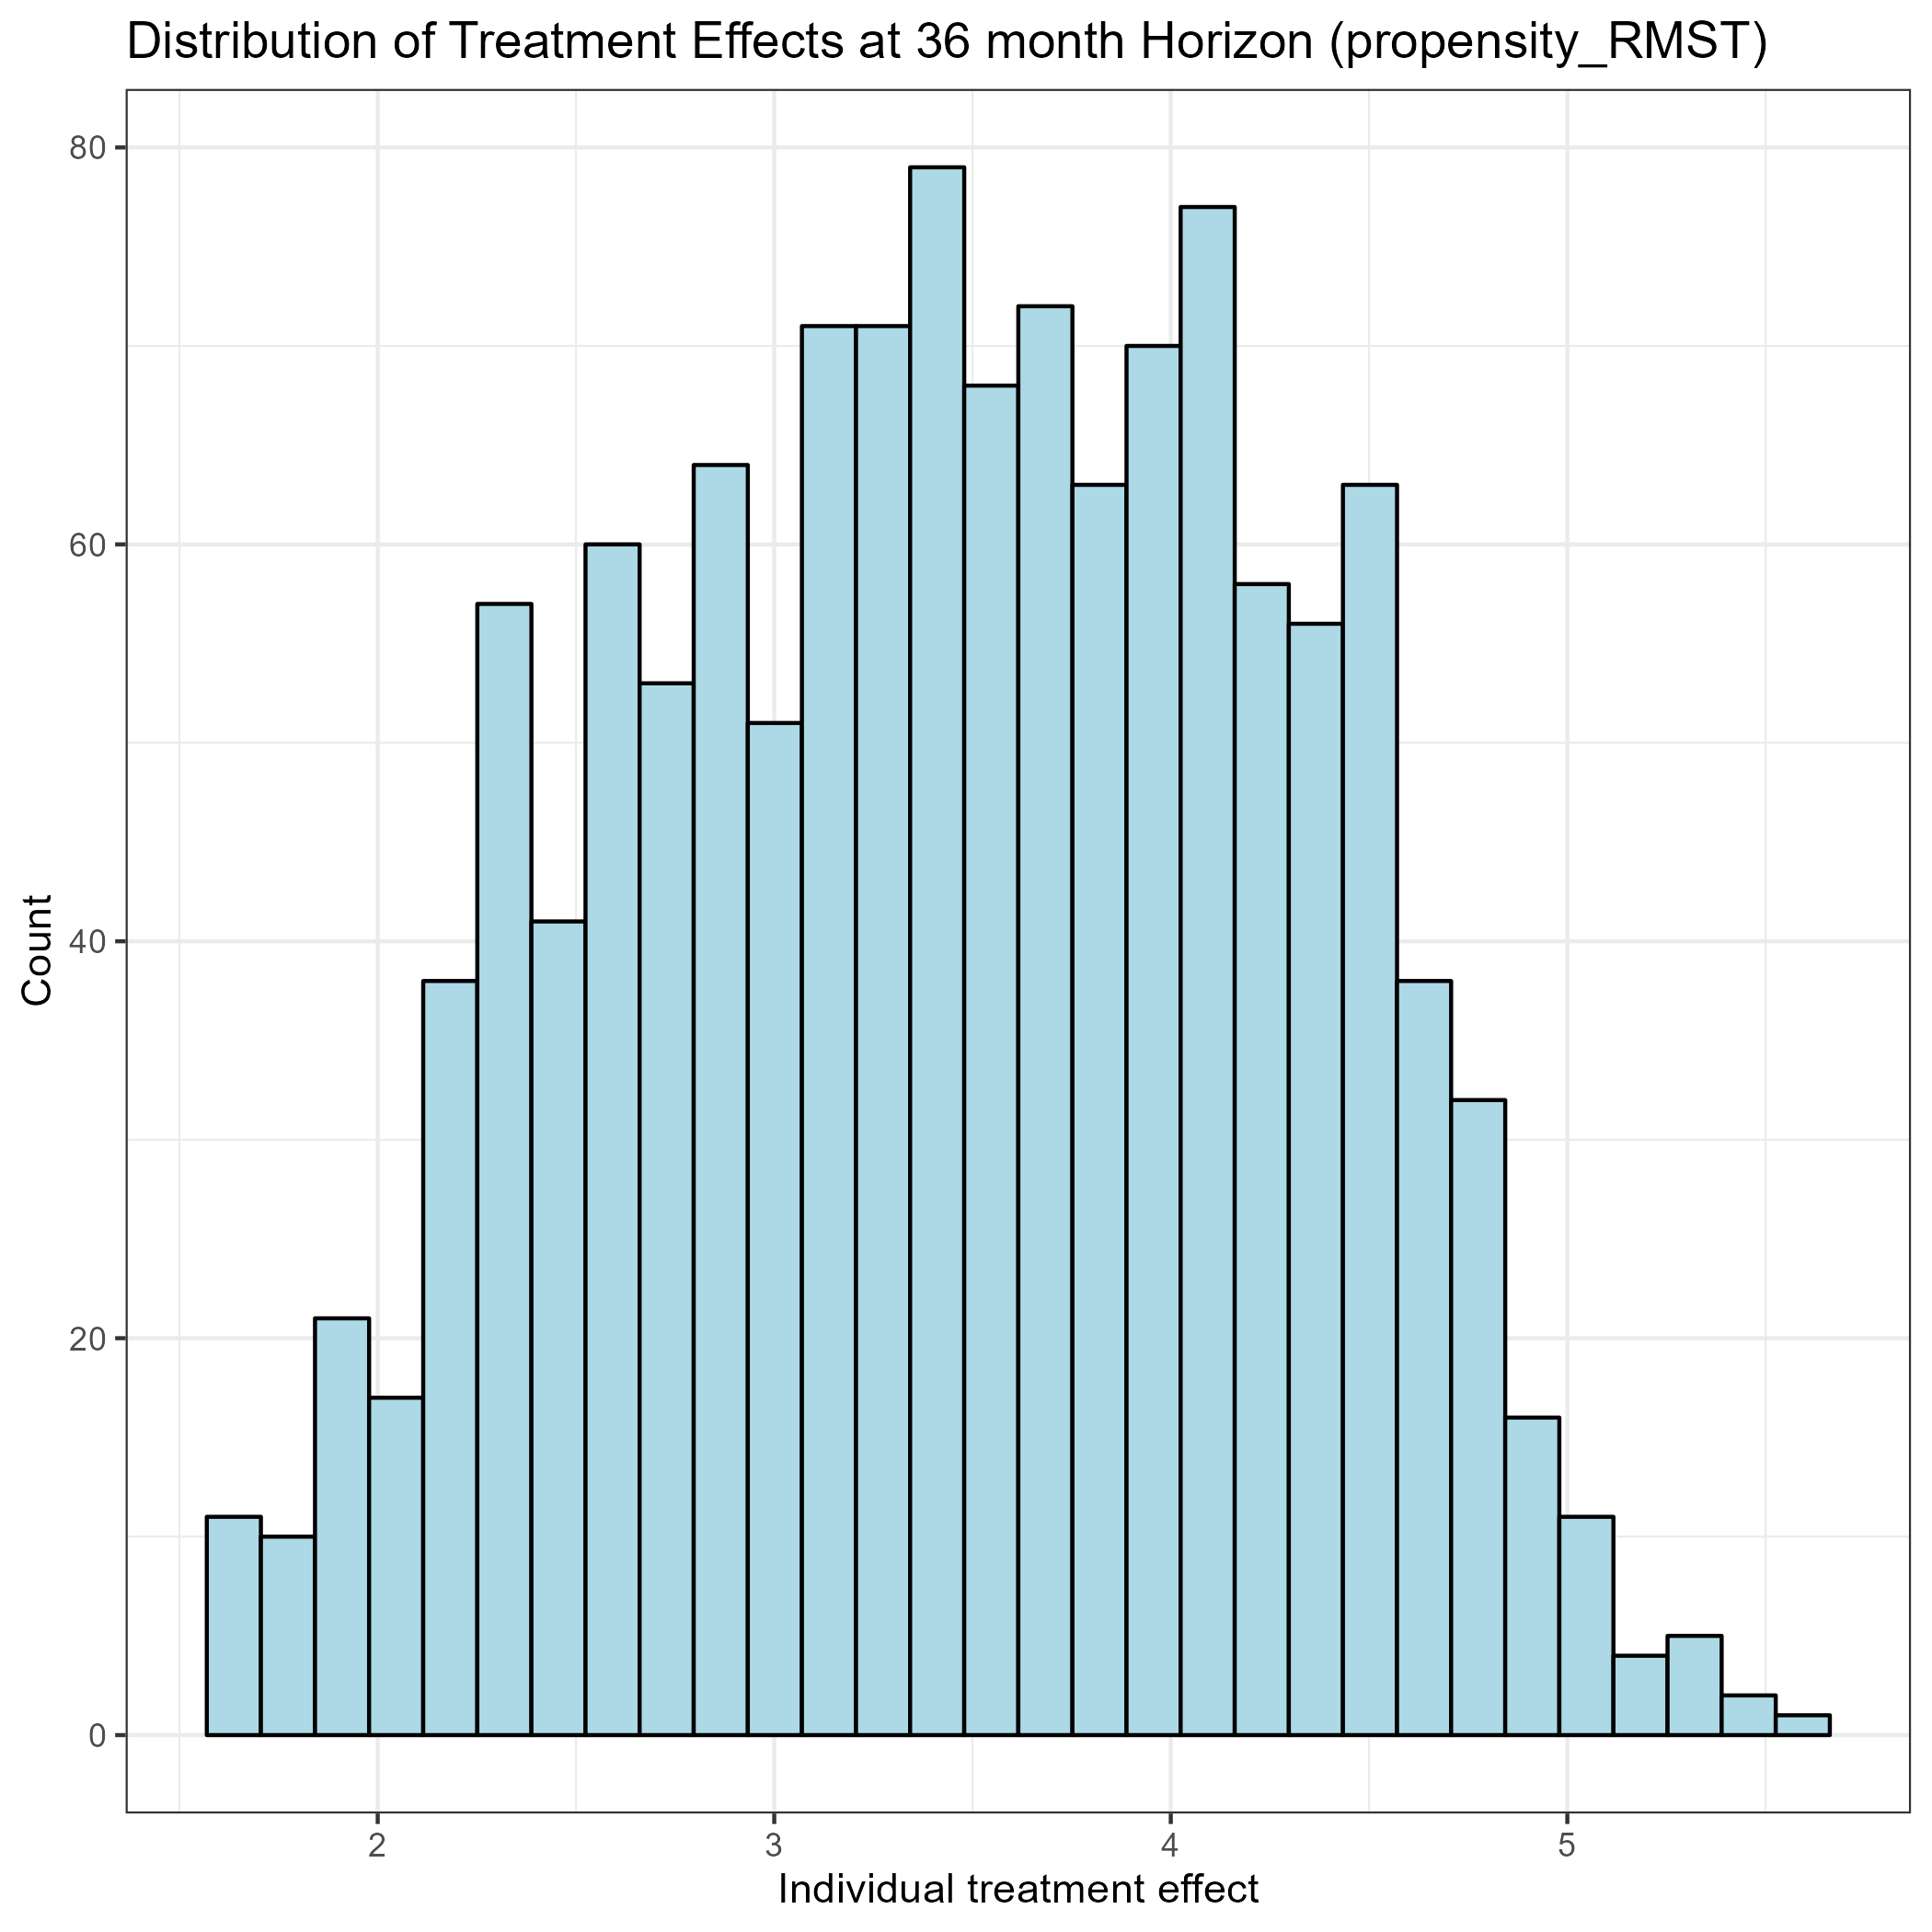 Distribution of Treatment Effects at 36 month Horizon (propensity_RMST)
80
60
40
20
0
Count
2 3 4 5
Individual treatment effect